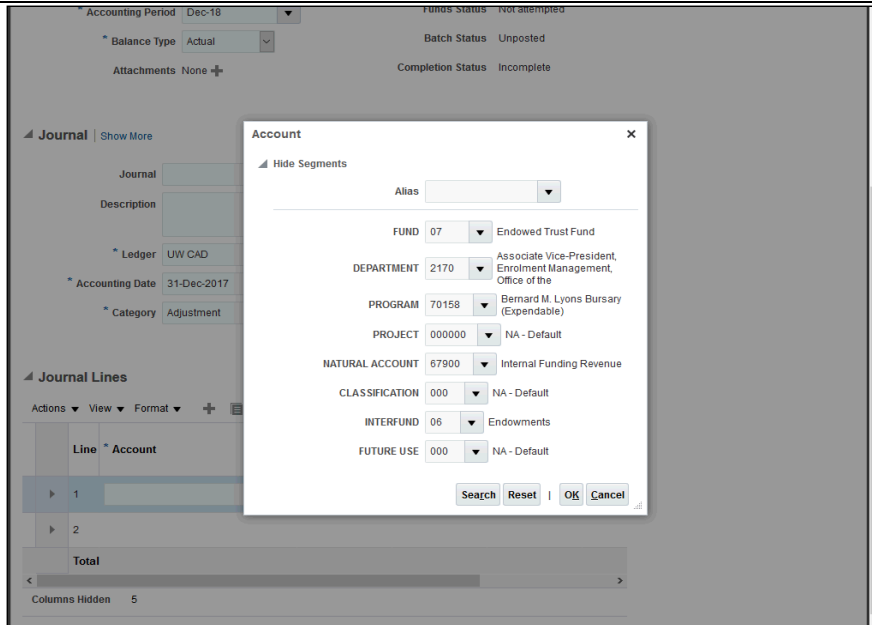 * Accounting Period Dec-18
Funds Status Not attempted
* Balance Type Actual
Batch Status Unposted
Attachments None
Completion Status Incomplete
Journal | Show More
Journal
Description
* Ledger UW CAD
* Accounting Date 31-Dec-2017
* Category Adjustment
Account
Hide Segments
Alias
FUND 07 Endowed Trust Fund
DEPARTMENT 2170 Associate Vice-President,
Enrolment Management,
Office of the
PROGRAM 70158 Bernard M. Lyons Bursary
(Expendable)
PROJECT 000000 NA - Default
NATURAL ACCOUNT 67900 Internal Funding Revenue
CLASSIFICATION 000 NA - Default
INTERFUND 06 Endowments
FUTURE USE 000 NA - Default
Search Reset | OK Cancel
Journal Lines
Actions View Format
Line * Account
1
2
Total
Columns Hidden 5